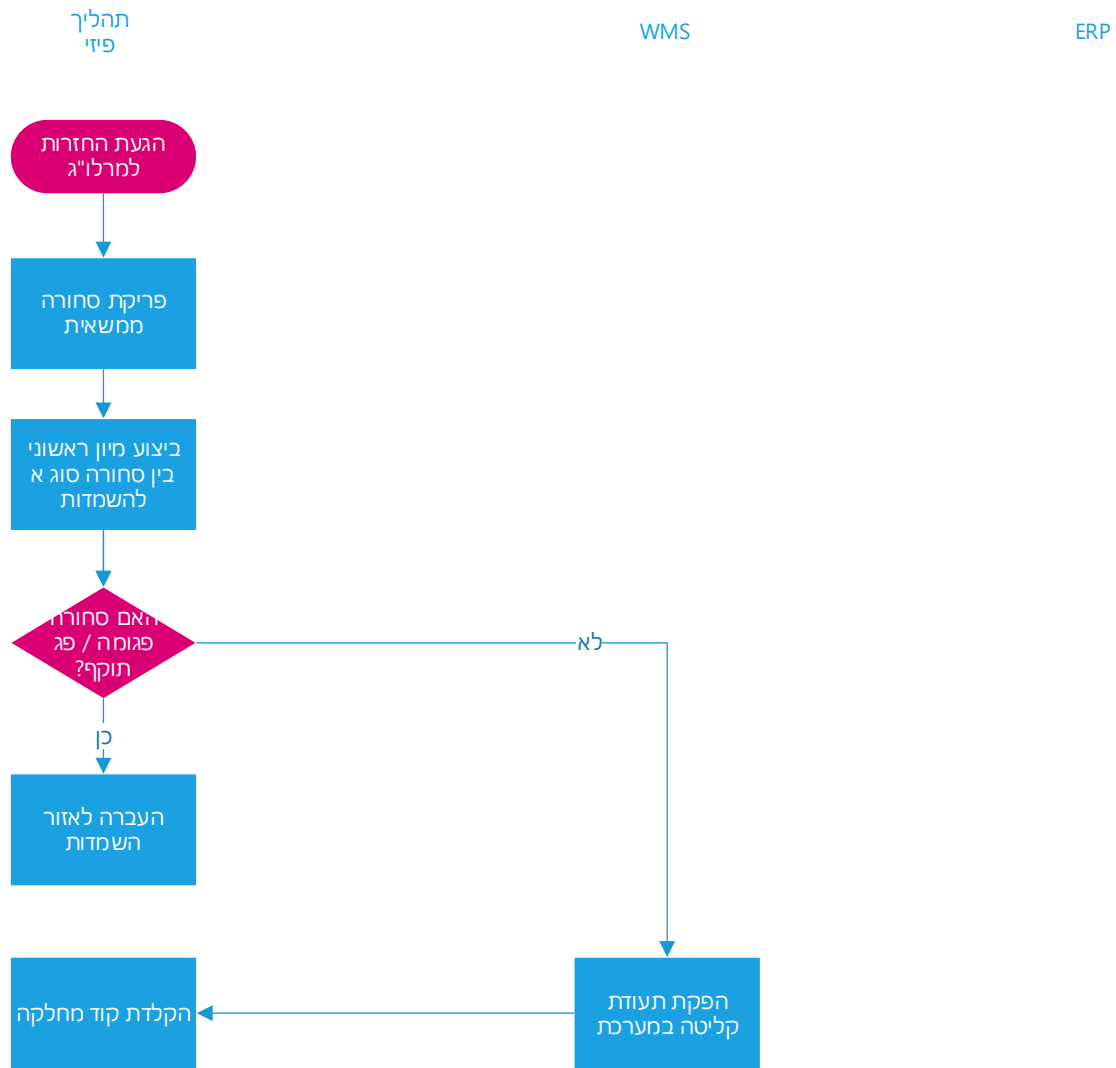 תהליך
פיזי
WMS
ERP
הגעת החזרות
למרלו"ג
פריקת סחורה
ממשאית
ביצוע מיון ראשוני
בין סחורה סוג א
להשמדות
האם סחורה
פגומה / פג
תוקף?
לא
כן
העברה לאזור
השמדות
הפקת תעודת
קליטה במערכת
הקלדת קוד מחלקה